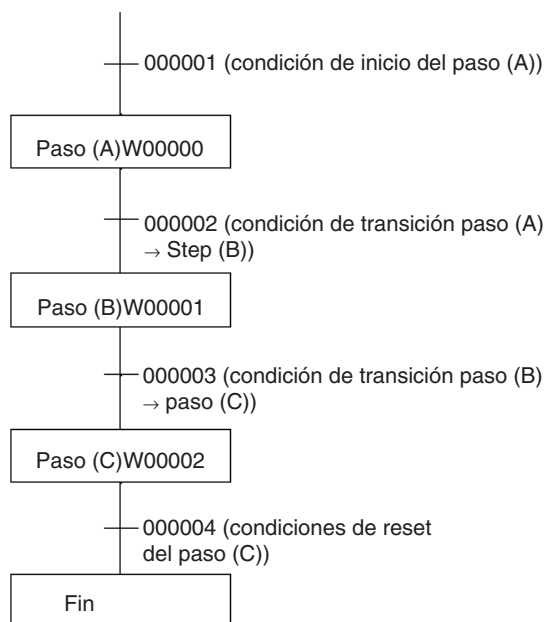 000001 (condición de inicio del paso (A))
Paso (A)W00000
000002 (condición de transición paso (A)
→ Step (B))
Paso (B)W00001
000003 (condición de transición paso (B)
→ paso (C))
Paso (C)W00002
000004 (condiciones de reset
del paso (C))
Fin